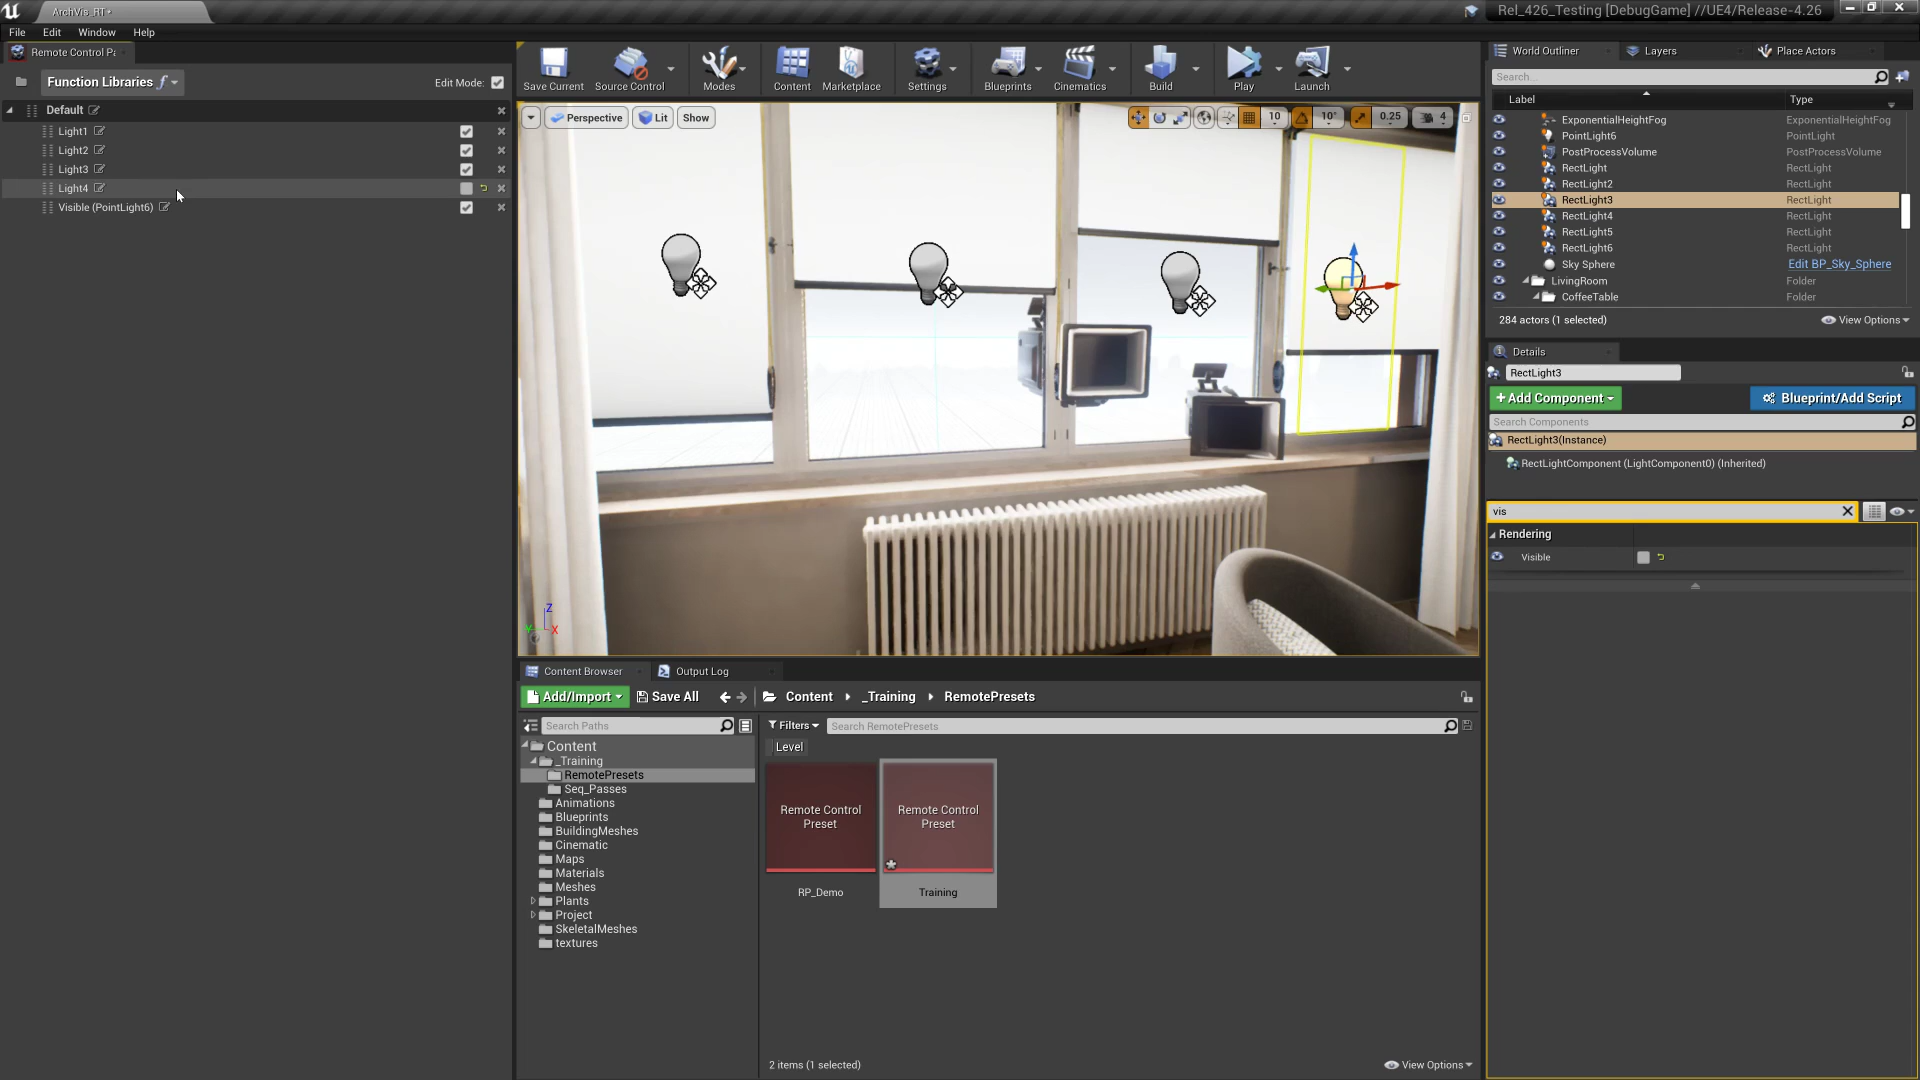 ArchVis_RT•
Rel_426_Testing [DebugGame] //UE4/Release-4.26
File Edit Window Help
Remote Control Pa
Function Libraries
Edit Mode:
Default
Light1
Light2
Light3
Light4
Visible (PointLight6)
Save Current
Source Control
Modes
Content
Marketplace
Settings
Blueprints
Cinematics
Build
Play
Launch
Perspective
Lit
Show
10
10°
0.25
4
Z
Y
X
Content Browser
Output Log
Add/Import
Save All
Content
_Training
RemotePresets
Search Paths
Filters
Search RemotePresets
Level
Content
_Training
RemotePresets
Seq_Passes
Animations
Blueprints
BuildingMeshes
Cinematic
Maps
Materials
Meshes
Plants
Project
SkeletalMeshes
textures
Remote Control
Preset
RP_Demo
Remote Control
Preset
Training
2 items (1 selected)
View Options
World Outliner
Layers
Place Actors
Search...
Label Type
ExponentialHeightFog ExponentialHeightFog
PointLight6 PointLight
PostProcessVolume PostProcessVolume
RectLight RectLight
RectLight2 RectLight
RectLight3 RectLight
RectLight4 RectLight
RectLight5 RectLight
RectLight6 RectLight
Sky Sphere Edit BP_Sky_Sphere
LivingRoom Folder
CoffeeTable Folder
284 actors (1 selected)
View Options
Details
RectLight3
+Add Component
Blueprint/Add Script
Search Components
RectLight3(Instance)
RectLightComponent (LightComponent0) (Inherited)
vis
Rendering
Visible